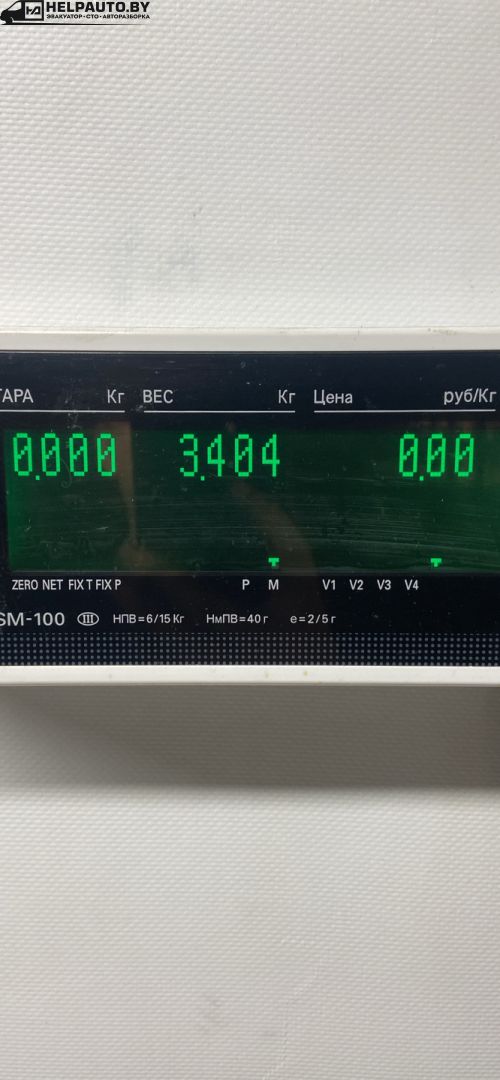 HELPAUTO.BY
ЭВАКУАТОР·СТО·АВТОРАЗБОРКА
ТАРА Кг ВЕС Кг Цена руб/Кг
0.000 3.404 0.00
ZERO NET FIX T FIX P P M V1 V2 V3 V4
SM-100 III НПВ=6/15 Кг НмПВ=40 г е=2/5 г